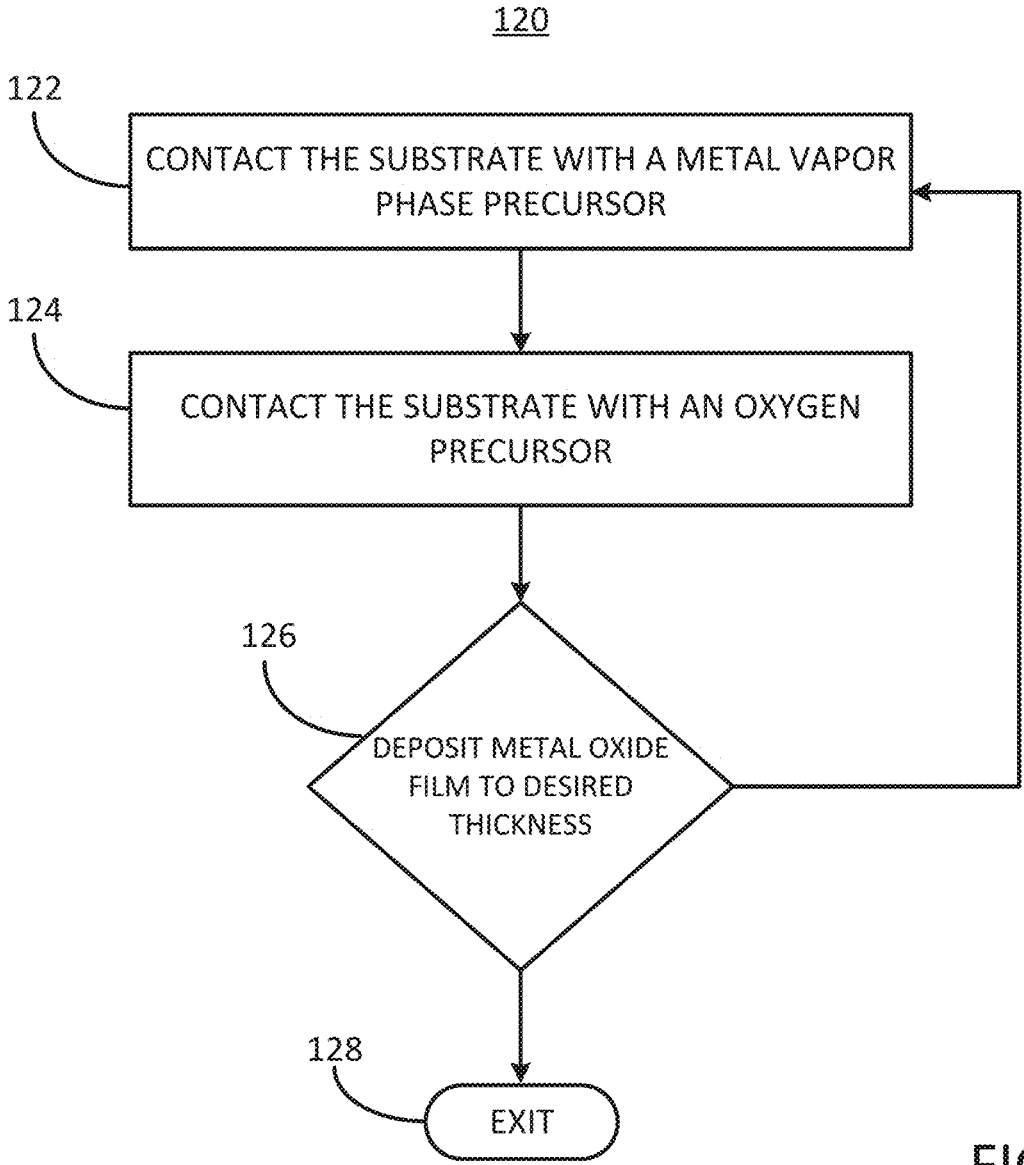 120
122
CONTACT THE SUBSTRATE WITH A METAL VAPOR
PHASE PRECURSOR
124
CONTACT THE SUBSTRATE WITH AN OXYGEN
PRECURSOR
126
DEPOSIT METAL OXIDE
FILM TO DESIRED
THICKNESS
128
EXIT